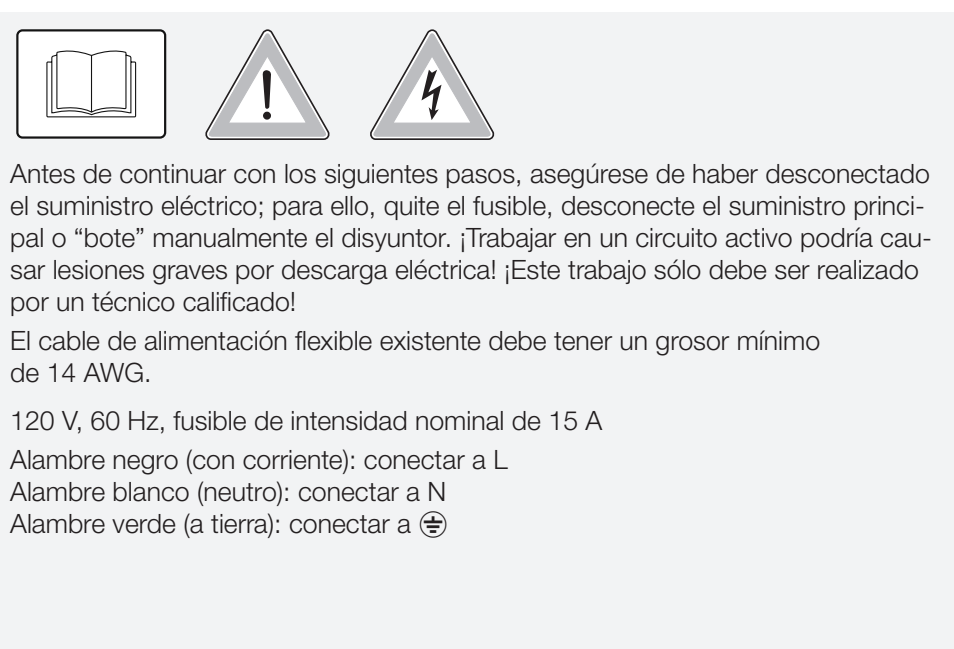 Antes de continuar con los siguientes pasos, asegúrese de haber desconectado
el suministro eléctrico; para ello, quite el fusible, desconecte el suministro princi-
pal o “bote” manualmente el disyuntor. ¡Trabajar en un circuito activo podría cau-
sar lesiones graves por descarga eléctrica! ¡Este trabajo sólo debe ser realizado
por un técnico calificado!
El cable de alimentación flexible existente debe tener un grosor mínimo
de 14 AWG.
120 V, 60 Hz, fusible de intensidad nominal de 15 A
Alambre negro (con corriente): conectar a L
Alambre blanco (neutro): conectar a N
Alambre verde (a tierra): conectar a